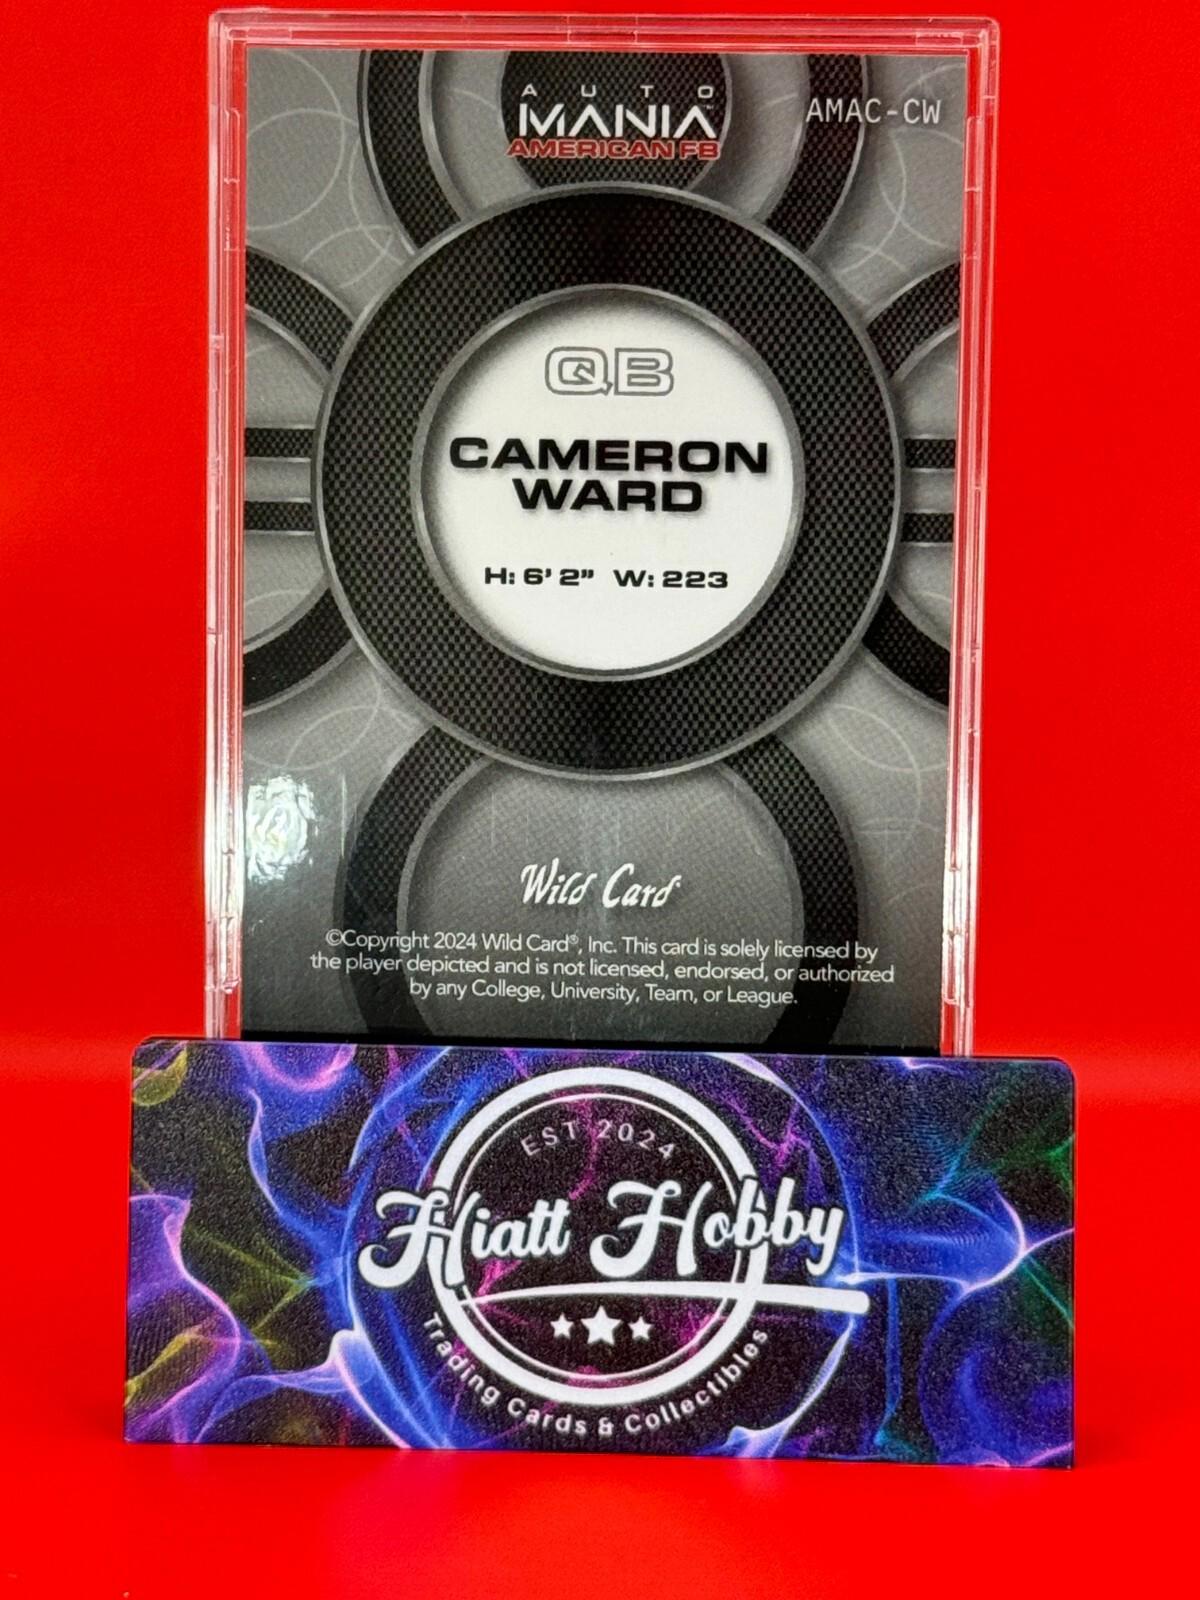 AUTO
MANIA™
AMERICAN FB
AMAC-CW
QB
CAMERON
WARD
H: 6' 2" W: 223
Wild Card
©Copyright 2024 Wild Card®, Inc. This card is solely licensed by
the player depicted and is not licensed, endorsed, or authorized
by any College, University, Team, or League.
EST 2024
Hiatt Hobby
Trading Cards & Collectibles